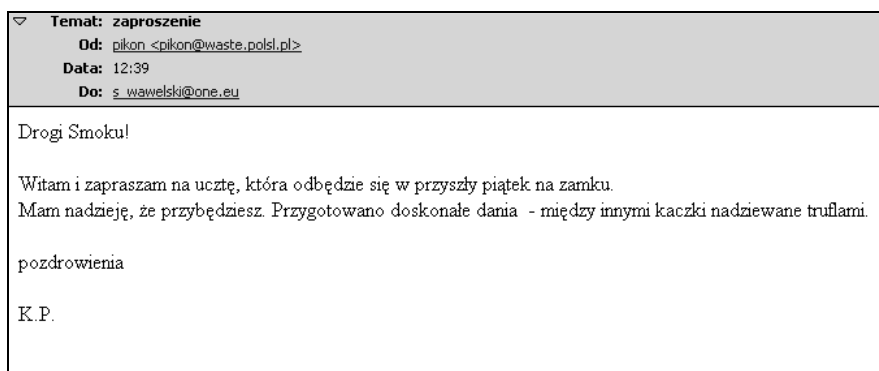 Temat: zaproszenie
Od: pikon <pikon@waste.polsl.pl>
Data: 12:39
Do: s_wawelski@one.eu
Drogi Smoku!
Witam i zapraszam na ucztę, która odbędzie się w przyszły piątek na zamku.
Mam nadzieję, że przybędziesz. Przygotowano doskonałe dania - między innymi kaczki nadziewane truflami.
pozdrowienia
K.P.